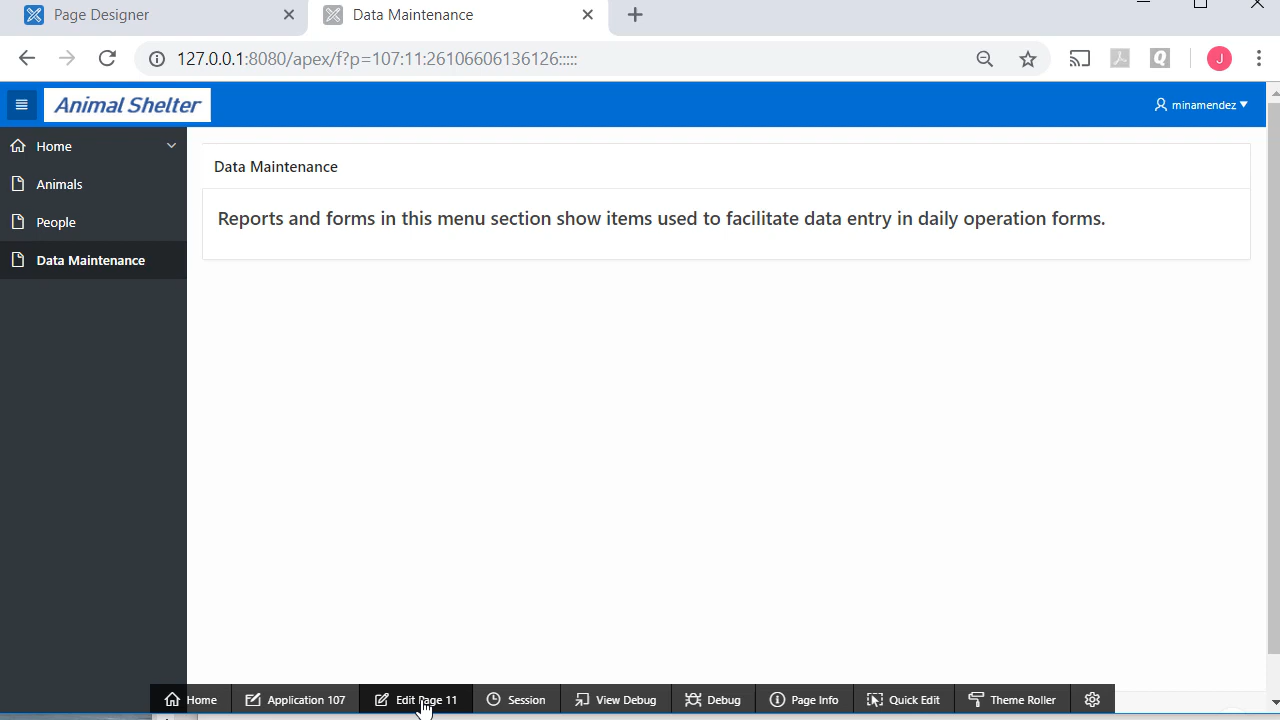 Page Designer
Data Maintenance
127.0.0.1:8080/apex/f?p=107:11:26106606136126:::::
J
Animal Shelter
minamendez
Home
Animals
People
Data Maintenance
Data Maintenance
Reports and forms in this menu section show items used to facilitate data entry in daily operation forms.
Home
Application 107
Edit Page 11
Session
View Debug
Debug
Page Info
Quick Edit
Theme Roller